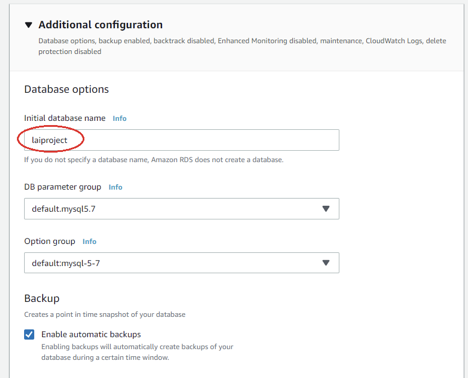 Additional configuration
Database options, backup enabled, backtrack disabled, Enhanced Monitoring disabled, maintenance, CloudWatch Logs, delete
protection disabled
Database options
Initial database name Info
laiproject
If you do not specify a database name, Amazon RDS does not create a database.
DB parameter group Info
default.mysql5.7
Option group Info
default:mysql-5-7
Backup
Creates a point in time snapshot of your database
Enable automatic backups
Enabling backups will automatically create backups of your
database during a certain time window.